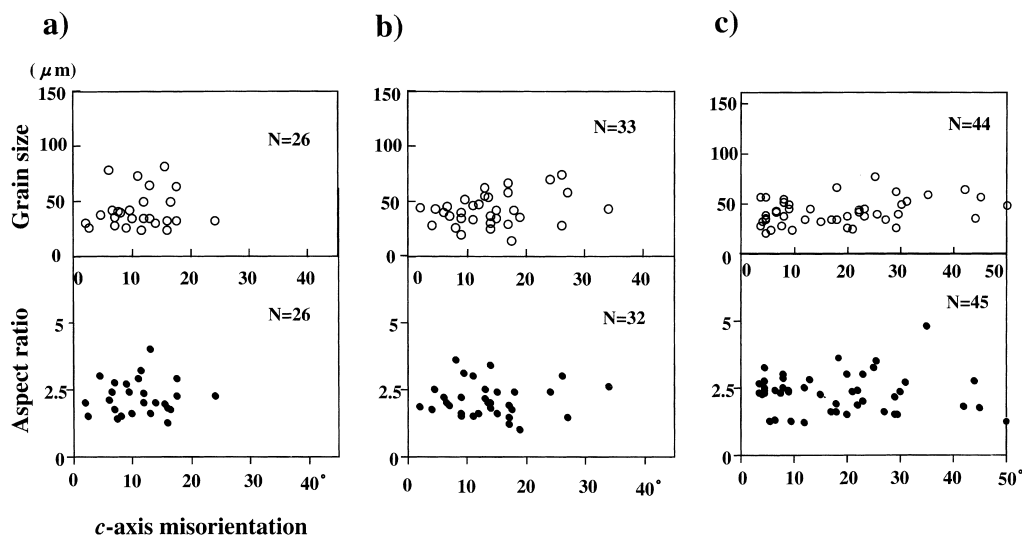 a)
b)
c)
(μm)
Grain size
150
100
50
0
N=26
0 10 20 30 40
150
100
50
0
N=33
0 10 20 30 40
150
100
50
0
N=44
0 10 20 30 40 50
Aspect ratio
5
2.5
0
N=26
0 10 20 30 40°
5
2.5
0
N=32
0 10 20 30 40°
5
2.5
0
N=45
0 10 20 30 40 50°
c-axis misorientation